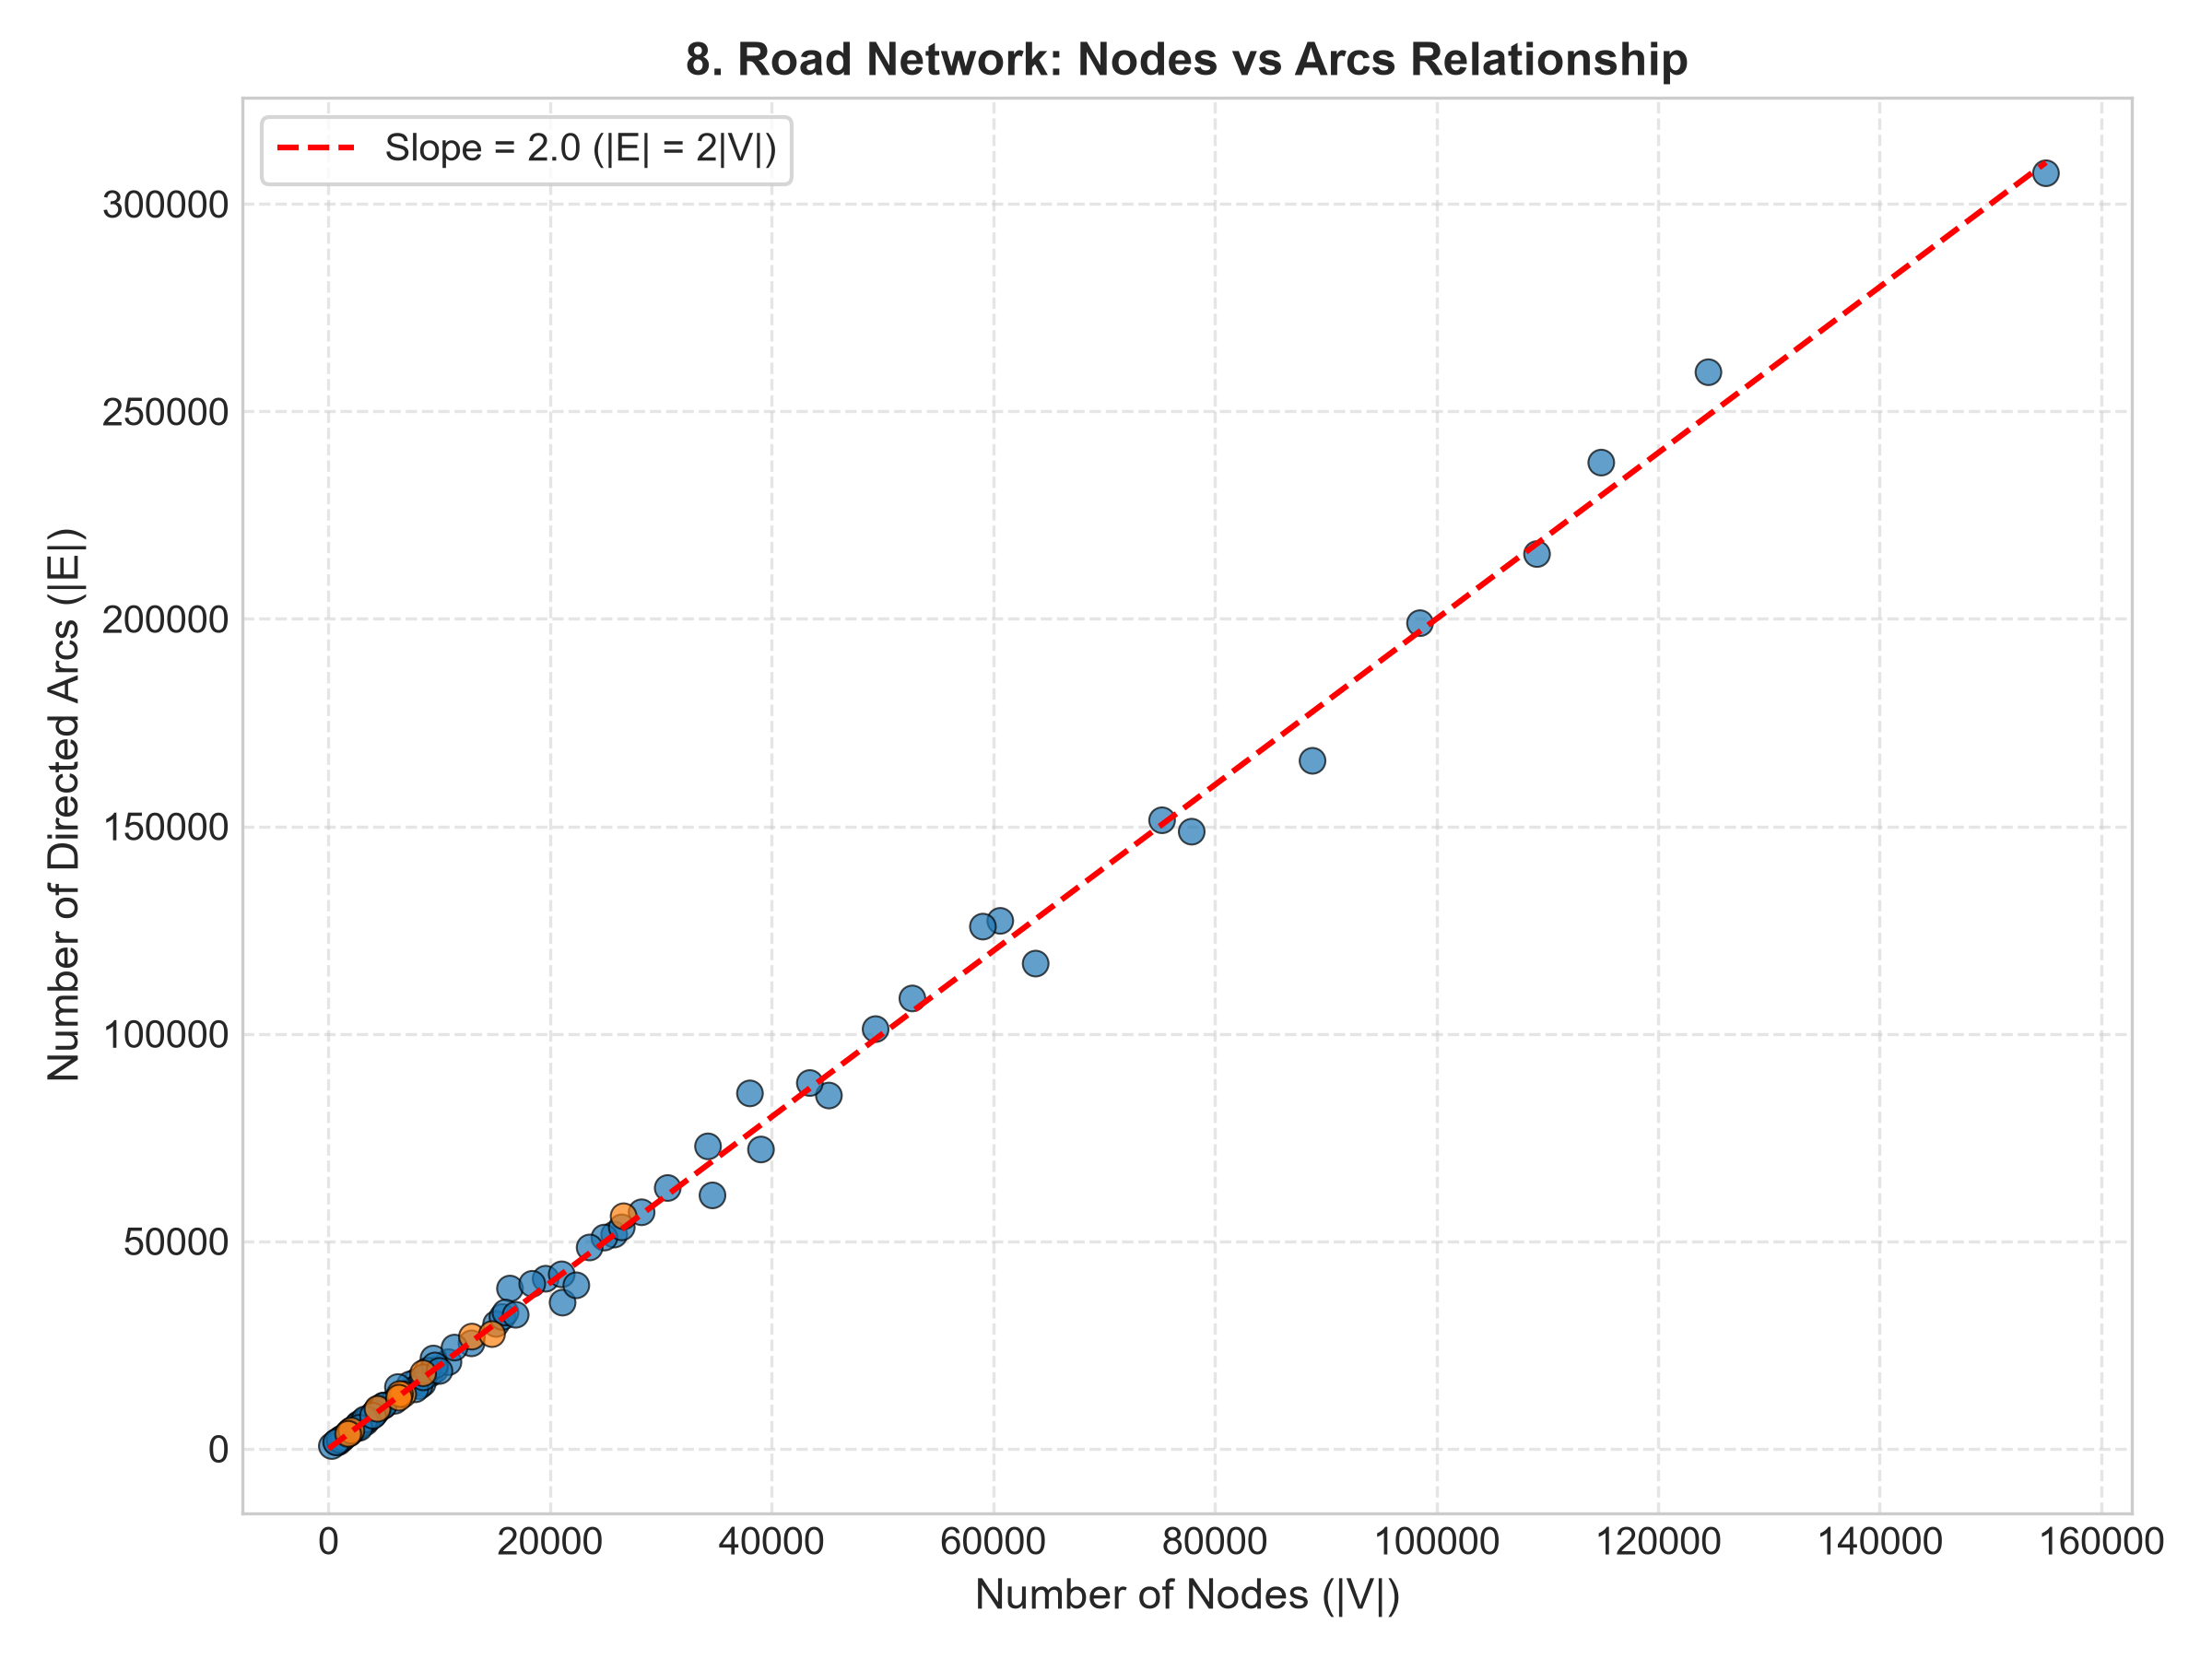 8. Road Network: Nodes vs Arcs Relationship
Slope = 2.0 (|E| = 2|V|)
Number of Directed Arcs (|E|)
300000
250000
200000
150000
100000
50000
0
0 20000 40000 60000 80000 100000 120000 140000 160000
Number of Nodes (|V|)